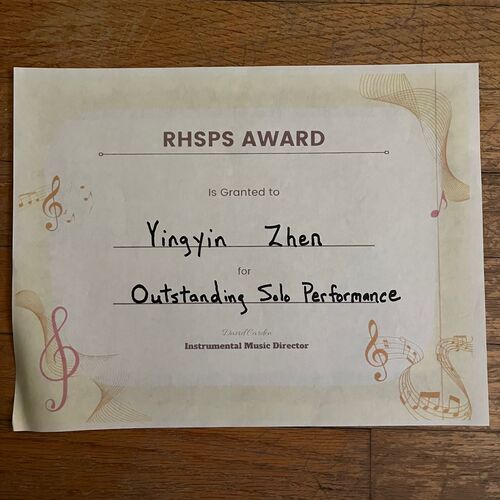 RHSPS AWARD
Is Granted to
Yingyin Zhen
for
Outstanding Solo Performance
David Carden
Instrumental Music Director